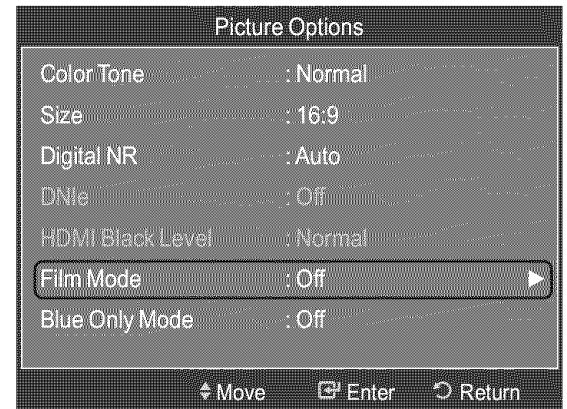 Picture Options
Color Tone : Normal
Size : 16:9
Digital NR : Auto
DNIe : Off
HDMI Black Level : Normal
Film Mode : Off
Blue Only Mode : Off
Move Enter Return